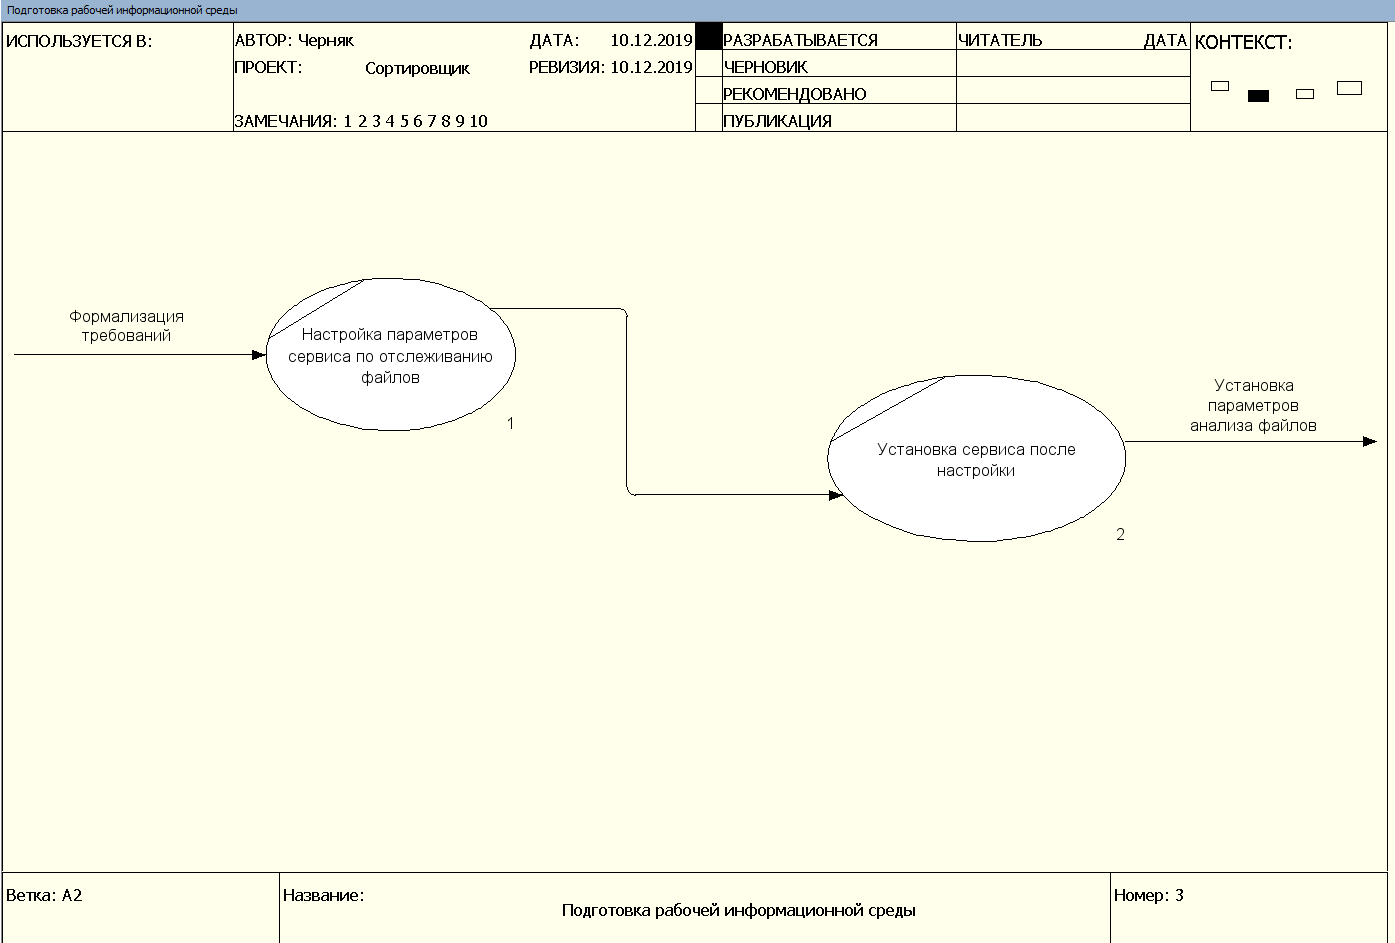 Подготовка рабочей информационной среды
ИСПОЛЬЗУЕТСЯ В:
АВТОР: Черняк
ДАТА: 10.12.2019
ПРОЕКТ: Сортировщик
РЕВИЗИЯ: 10.12.2019
ЗАМЕЧАНИЯ: 1 2 3 4 5 6 7 8 9 10
РАЗРАБАТЫВАЕТСЯ
ЧЕРНОВИК
РЕКОМЕНДОВАНО
ПУБЛИКАЦИЯ
ЧИТАТЕЛЬ
ДАТА
КОНТЕКСТ:
Формализация
требований
Настройка параметров
сервиса по отслеживанию
файлов
1
Установка сервиса после
настройки
2
Установка
параметров
анализа файлов
Ветка: A2
Название:
Подготовка рабочей информационной среды
Номер: 3